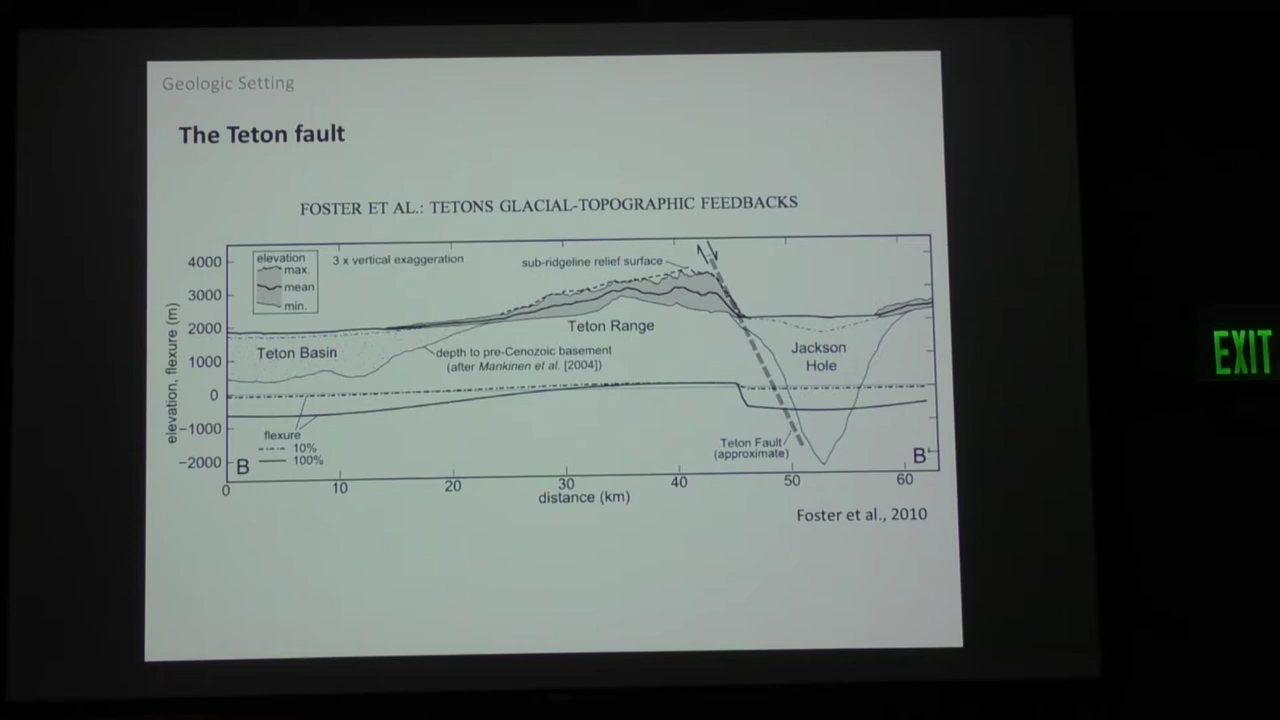 Geologic Setting
The Teton fault
FOSTER ET AL.: TETONS GLACIAL-TOPOGRAPHIC FEEDBACKS
elevation
max.
mean
min.
3 x vertical exaggeration
sub-ridgeline relief surface
4000
3000
2000
1000
0
−1000
−2000
elevation, flexure (m)
Teton Range
Teton Basin
depth to pre-Cenozoic basement
(after Mankinen et al. [2004])
Jackson
Hole
flexure
10%
100%
Teton Fault
(approximate)
B
B'
0
10
20
30
40
50
60
distance (km)
Foster et al., 2010
EXIT